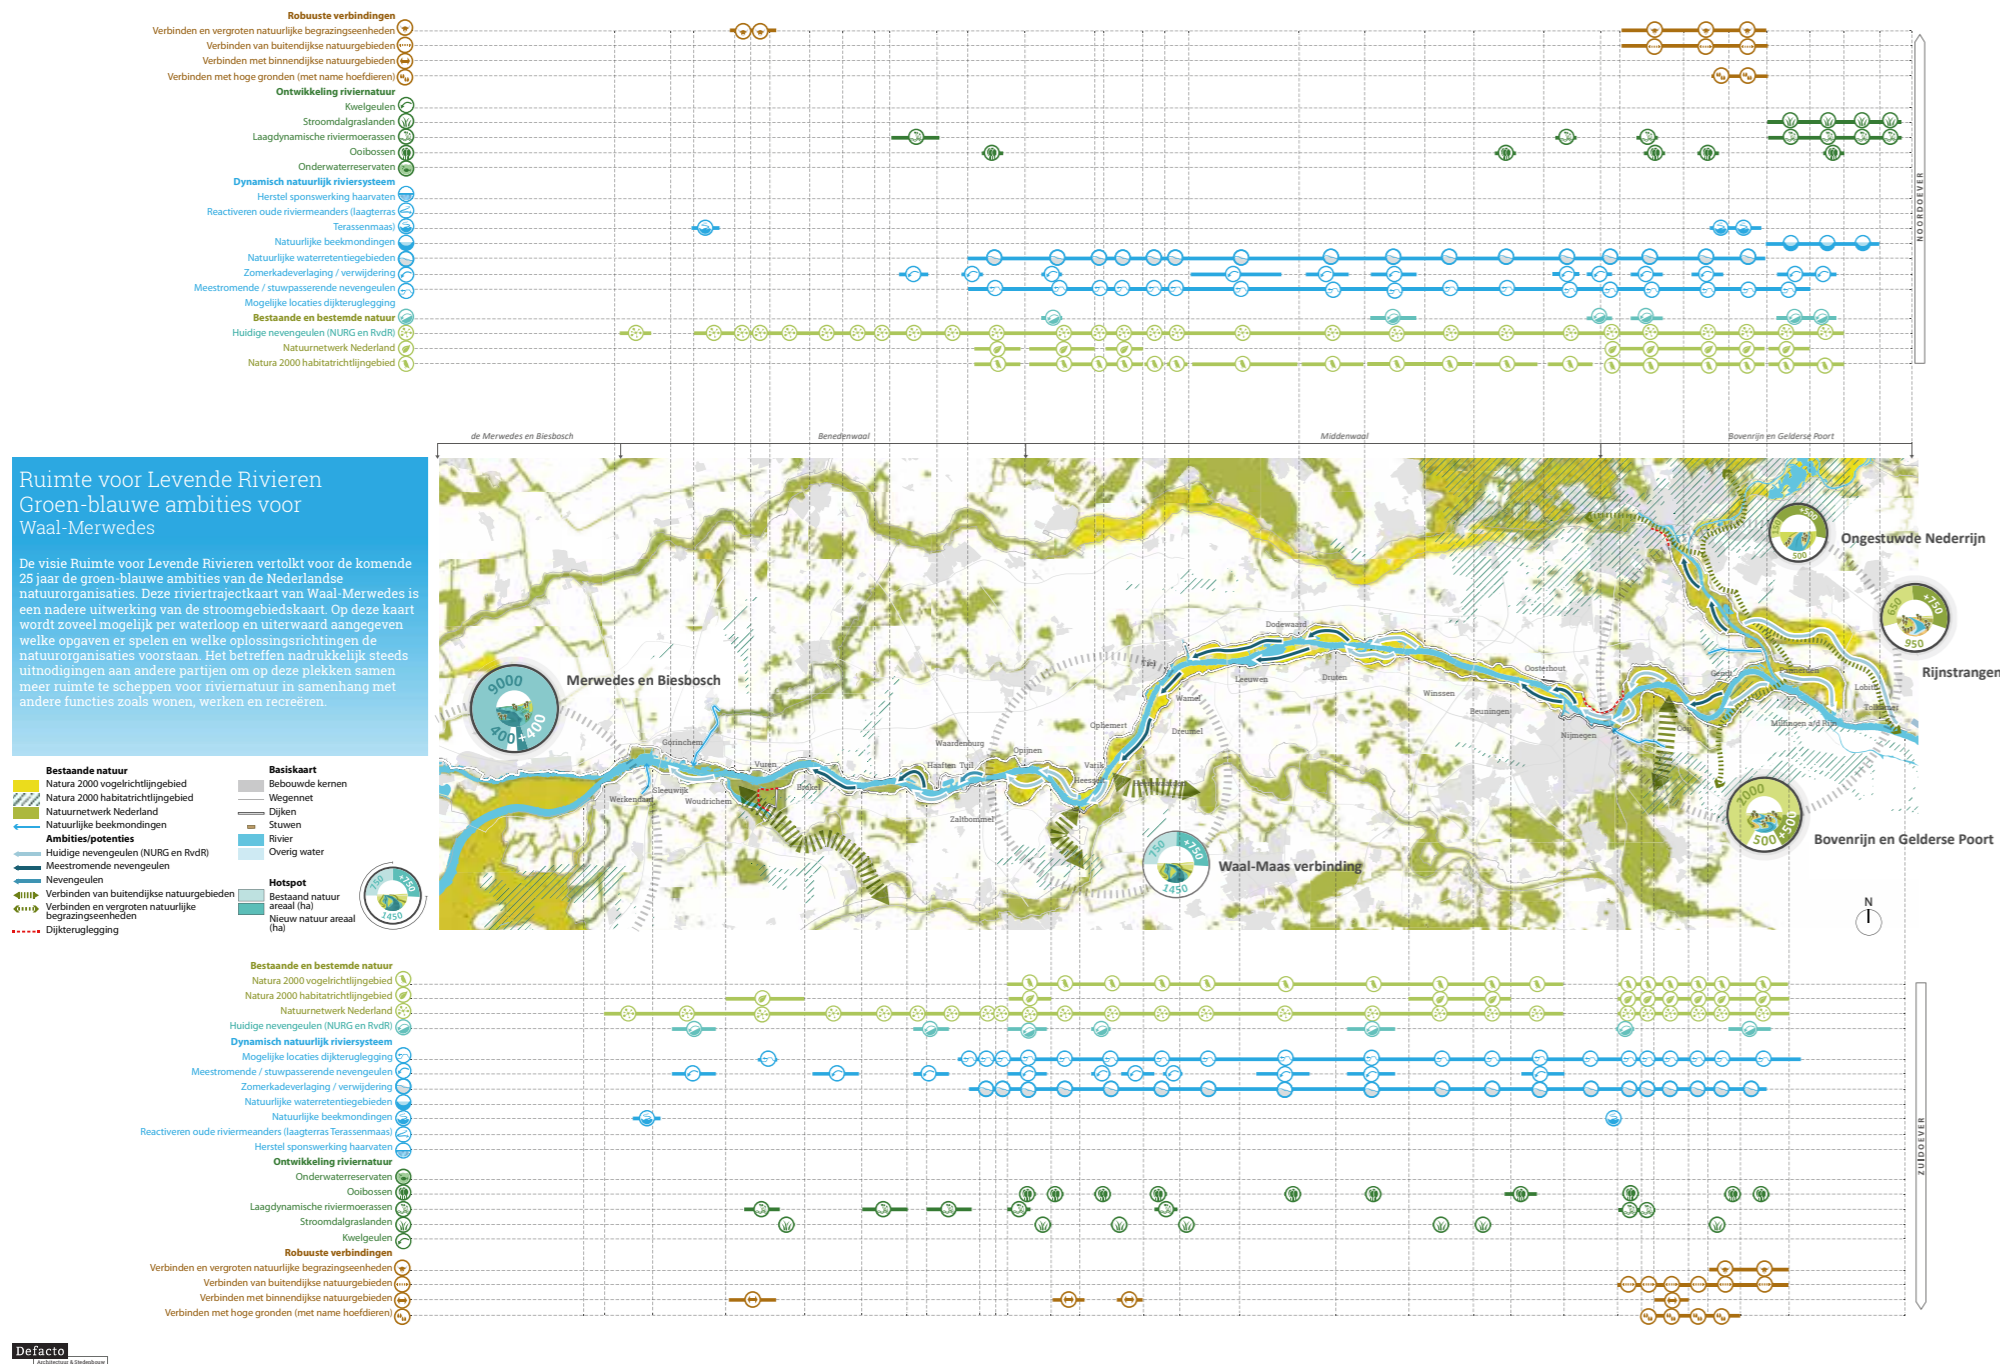 Robuuste verbindingen
Verbinden en vergroten natuurlijke begrazingseenheden
Verbinden van buitendijkse natuurgebieden
Verbinden met binnendijkse natuurgebieden
Verbinden met hoge gronden (met name hoefdieren)
Ontwikkeling riviernatuur
Kwelgeulen
Stroomdalgraslanden
Laagdynamische riviermoerassen
Ooibossen
Onderwaterreservaten
Dynamisch natuurlijk riviersysteem
Herstel sponswerking haarvaten
Reactiveren oude riviermeanders (laagterras
Terassenmaas)
Natuurlijke beekmondingen
Natuurlijke waterretentiegebieden
Zomerkadeverlaging / verwijdering
Meestromende / stuwpasserende nevengeulen
Mogelijke locaties dijkteruglegging
Bestaande en bestemde natuur
Huidige nevengeulen (NURG en RvdR)
Natuurnetwerk Nederland
Natura 2000 habitatrichtlijngebied
NOORDOEVER
de Merwedes en Biesbosch
Benedenwaal
Middenwaal
Bovenrijn en Gelderse Poort
Ruimte voor Levende Rivieren
Groen-blauwe ambities voor
Waal-Merwedes
De visie Ruimte voor Levende Rivieren vertolkt voor de komende
25 jaar de groen-blauwe ambities van de Nederlandse
natuurorganisaties. Deze riviertrajectkaart van Waal-Merwedes is
een nadere uitwerking van de stroomgebiedskaart. Op deze kaart
wordt zoveel mogelijk per waterloop en uiterwaard aangegeven
welke opgaven er spelen en welke oplossingsrichtingen de
natuurorganisaties voorstaan. Het betreffen nadrukkelijk steeds
uitnodigingen aan andere partijen om op deze plekken samen
meer ruimte te scheppen voor riviernatuur in samenhang met
andere functies zoals wonen, werken en recreëren.
Bestaande natuur
Natura 2000 vogelrichtlijngebied
Natura 2000 habitatrichtlijngebied
Natuurnetwerk Nederland
Natuurlijke beekmondingen
Ambities/potenties
Huidige nevengeulen (NURG en RvdR)
Meestromende nevengeulen
Nevengeulen
Verbinden van buitendijkse natuurgebieden
Verbinden en vergroten natuurlijke
begrazingseenheden
Dijkteruglegging
Basiskaart
Bebouwde kernen
Wegennet
Dijken
Stuwen
Rivier
Overig water
Hotspot
Bestaand natuur
areaal (ha)
Nieuw natuur areaal
(ha)
750
+750
1450
Merwedes en Biesbosch
9000
400
+400
Gorinchem
Werkendam
Sleeuwijk
Woudrichem
Vuren
Brakel
Haaften
Tuil
Waardenburg
Zaltbommel
Opijnen
Varik
Heesselt
Ophemert
Tiel
Wamel
Dreumel
Waal-Maas verbinding
750
+750
1450
Dodewaard
Leeuwen
Druten
Winssen
Beuningen
Oosterhout
Nijmegen
Gendt
Ooij
Pannerden
Millingen a/d Rijn
Lobith
Tolkamer
Ongestuwde Nederrijn
150
+500
500
Rijnstrangen
650
+750
950
Bovenrijn en Gelderse Poort
2000
500
+500
N
Bestaande en bestemde natuur
Natura 2000 vogelrichtlijngebied
Natura 2000 habitatrichtlijngebied
Natuurnetwerk Nederland
Huidige nevengeulen (NURG en RvdR)
Dynamisch natuurlijk riviersysteem
Mogelijke locaties dijkteruglegging
Meestromende / stuwpasserende nevengeulen
Zomerkadeverlaging / verwijdering
Natuurlijke waterretentiegebieden
Natuurlijke beekmondingen
Reactiveren oude riviermeanders (laagterras Terassenmaas)
Herstel sponswerking haarvaten
Ontwikkeling riviernatuur
Onderwaterreservaten
Ooibossen
Laagdynamische riviermoerassen
Stroomdalgraslanden
Kwelgeulen
Robuuste verbindingen
Verbinden en vergroten natuurlijke begrazingseenheden
Verbinden van buitendijkse natuurgebieden
Verbinden met binnendijkse natuurgebieden
Verbinden met hoge gronden (met name hoefdieren)
ZUIDOEVER
Defacto
Architectuur & Stedenbouw